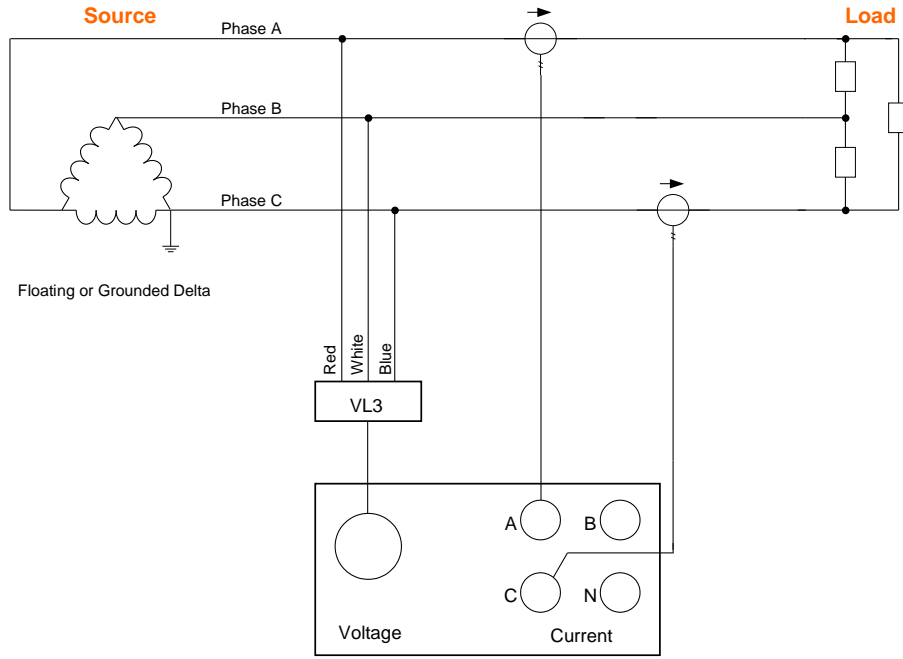 Source
Load
Phase A
Phase B
Phase C
Floating or Grounded Delta
Red
White
Blue
VL3
A
B
C
N
Voltage
Current